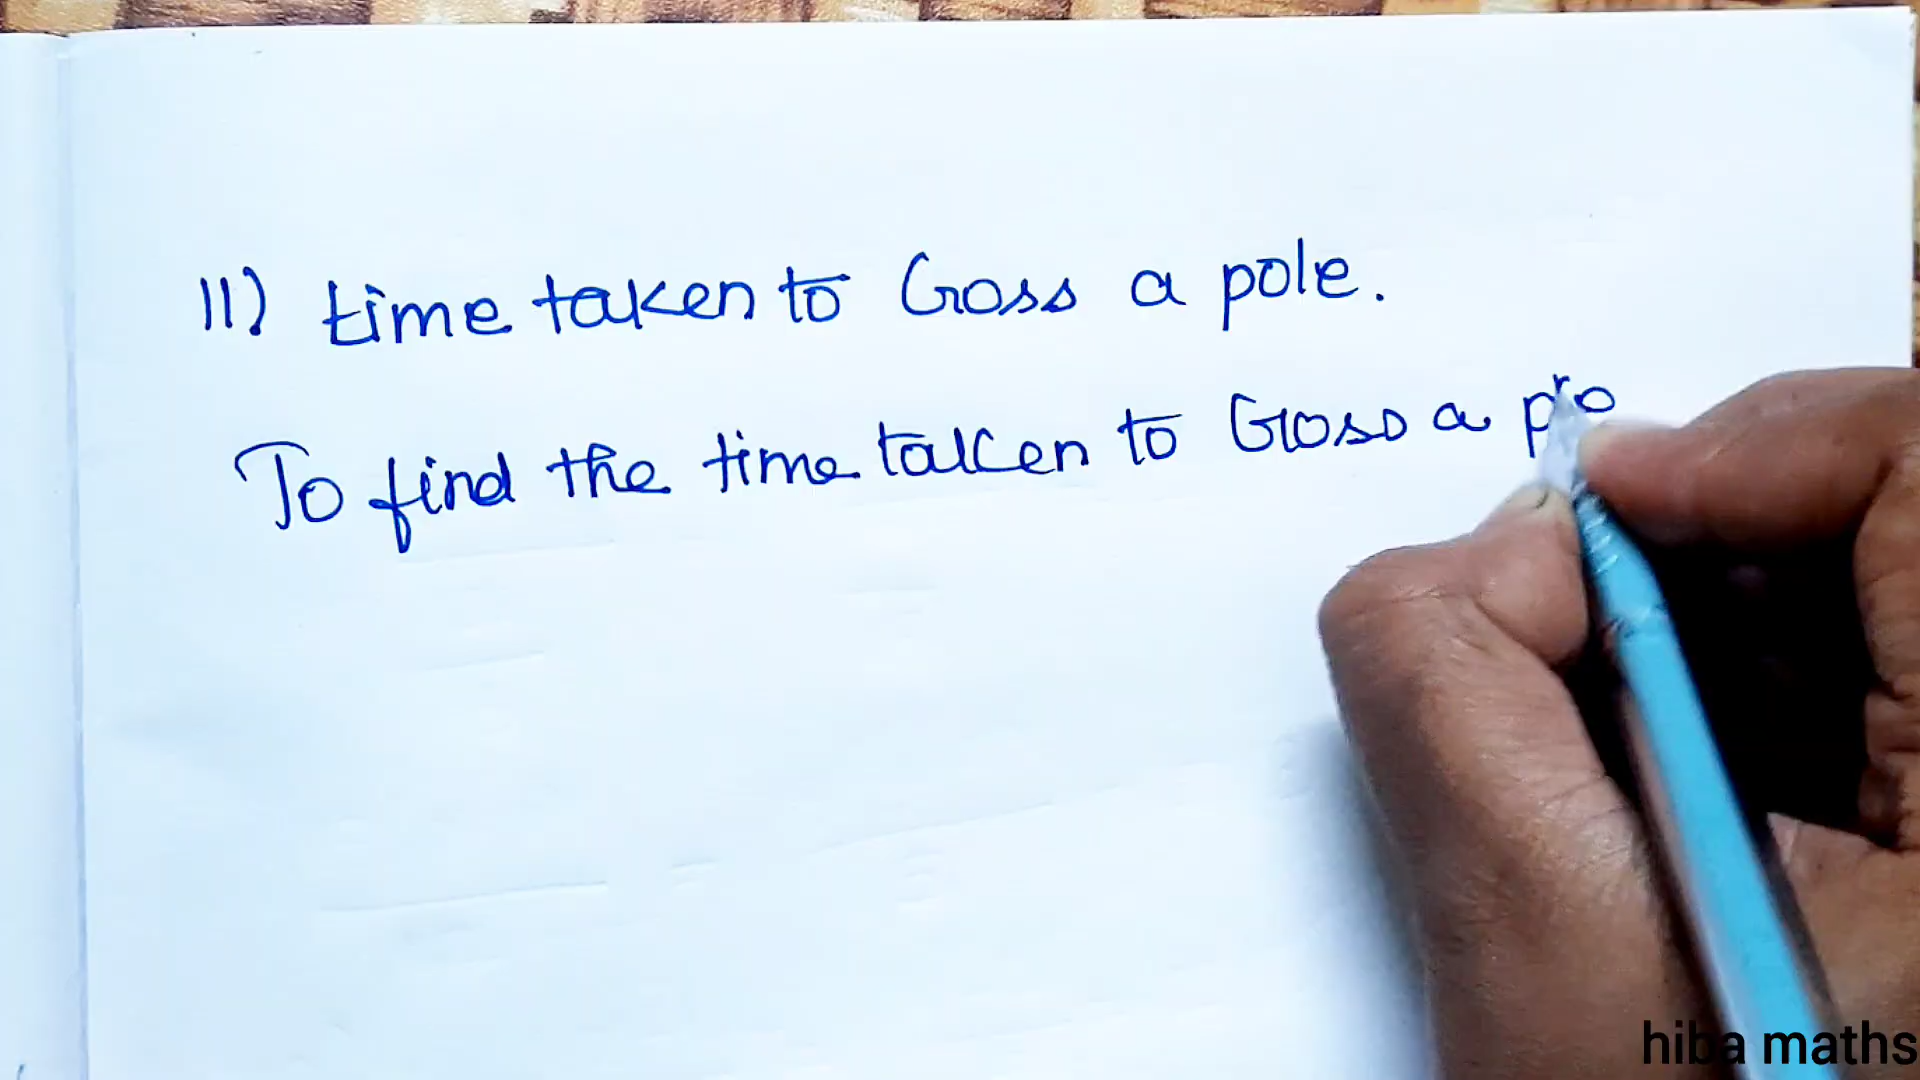 11) time taken to Cross a pole.
To find the time taken to Cross a
hiba maths